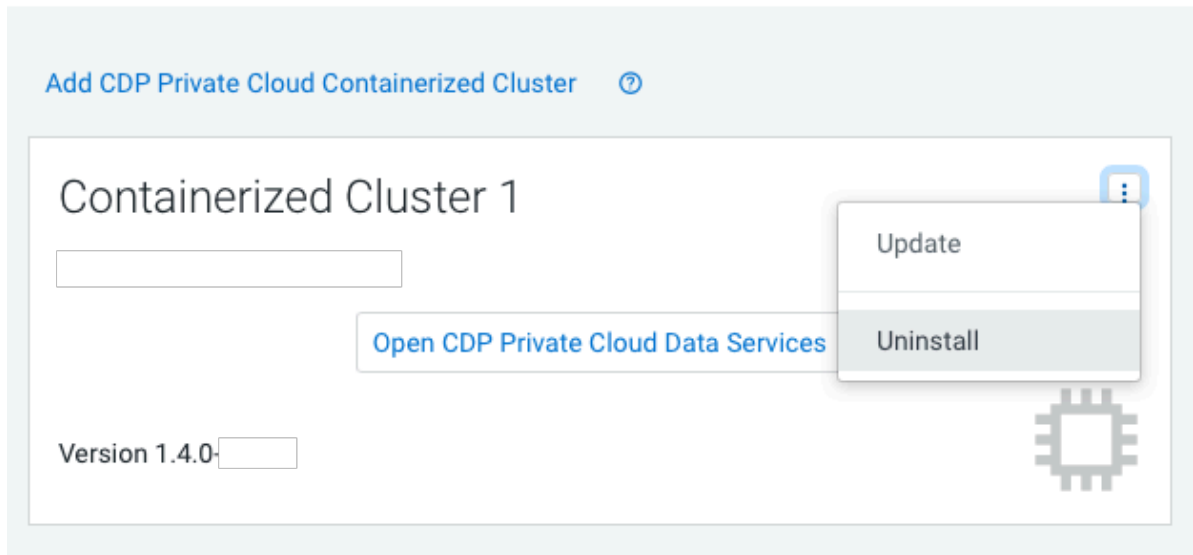 Add CDP Private Cloud Containerized Cluster ?
Containerized Cluster 1
Update
Open CDP Private Cloud Data Services
Uninstall
Version 1.4.0-